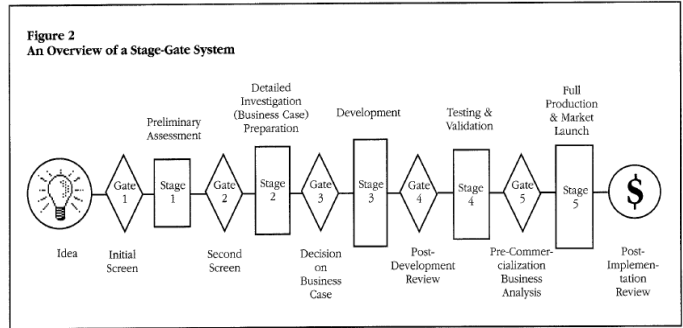 Figure 2
An Overview of a Stage-Gate System
Preliminary
Assessment
Detailed
Investigation
(Business Case)
Preparation
Development
Testing &
Validation
Full
Production
& Market
Launch
Gate
1
Stage
1
Gate
2
Stage
2
Gate
3
Stage
3
Gate
4
Stage
4
Gate
5
Stage
5
$
Idea
Initial
Screen
Second
Screen
Decision
on
Business
Case
Post-
Development
Review
Pre-Commer-
cialization
Business
Analysis
Post-
Implemen-
tation
Review